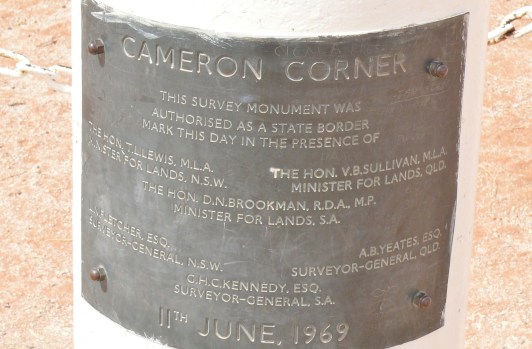 CAMERON CORNER
THIS SURVEY MONUMENT WAS
AUTHORISED AS A STATE BORDER
MARK THIS DAY IN THE PRESENCE OF
THE HON. T.L.LEWIS, M.L.A.
MINISTER FOR LANDS, N.S.W.
THE HON. V.B.SULLIVAN, M.L.A.
MINISTER FOR LANDS, QLD.
THE HON. D.N.BROOKMAN, R.D.A., M.P.
MINISTER FOR LANDS, S.A.
ESQ.
SURVEYOR-GENERAL, N.S.W.
A.B.YEATES, ESQ.
SURVEYOR-GENERAL, QLD.
G.H.C.KENNEDY, ESQ.
SURVEYOR-GENERAL, S.A.
11TH JUNE, 1969